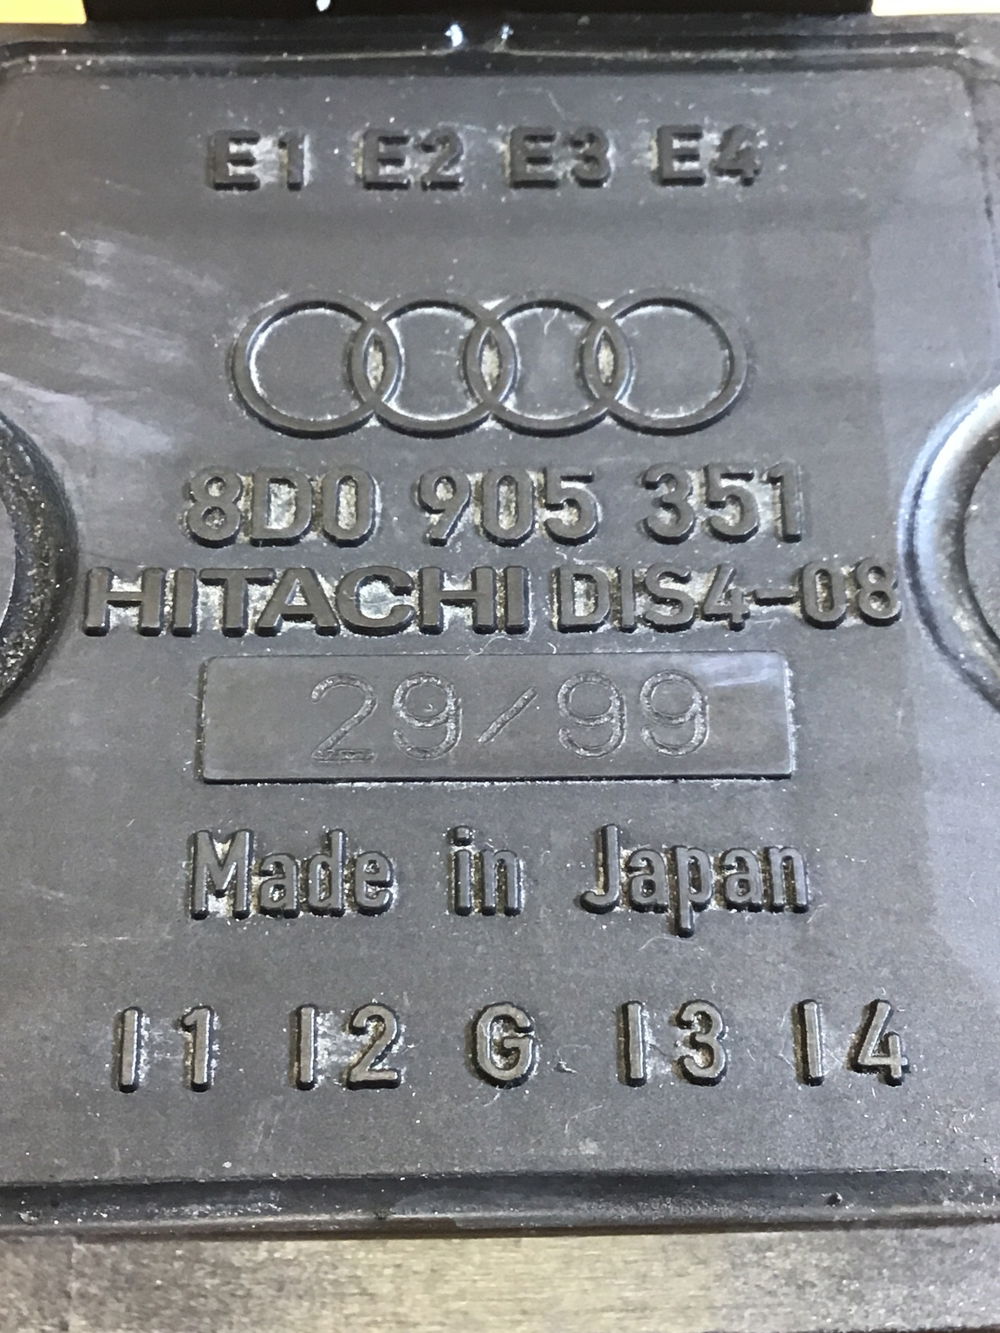 E1 E2 E3 E4
8D0 905 351
HITACHI DIS4-08
29/99
Made in Japan
I1 I2 G I3 I4